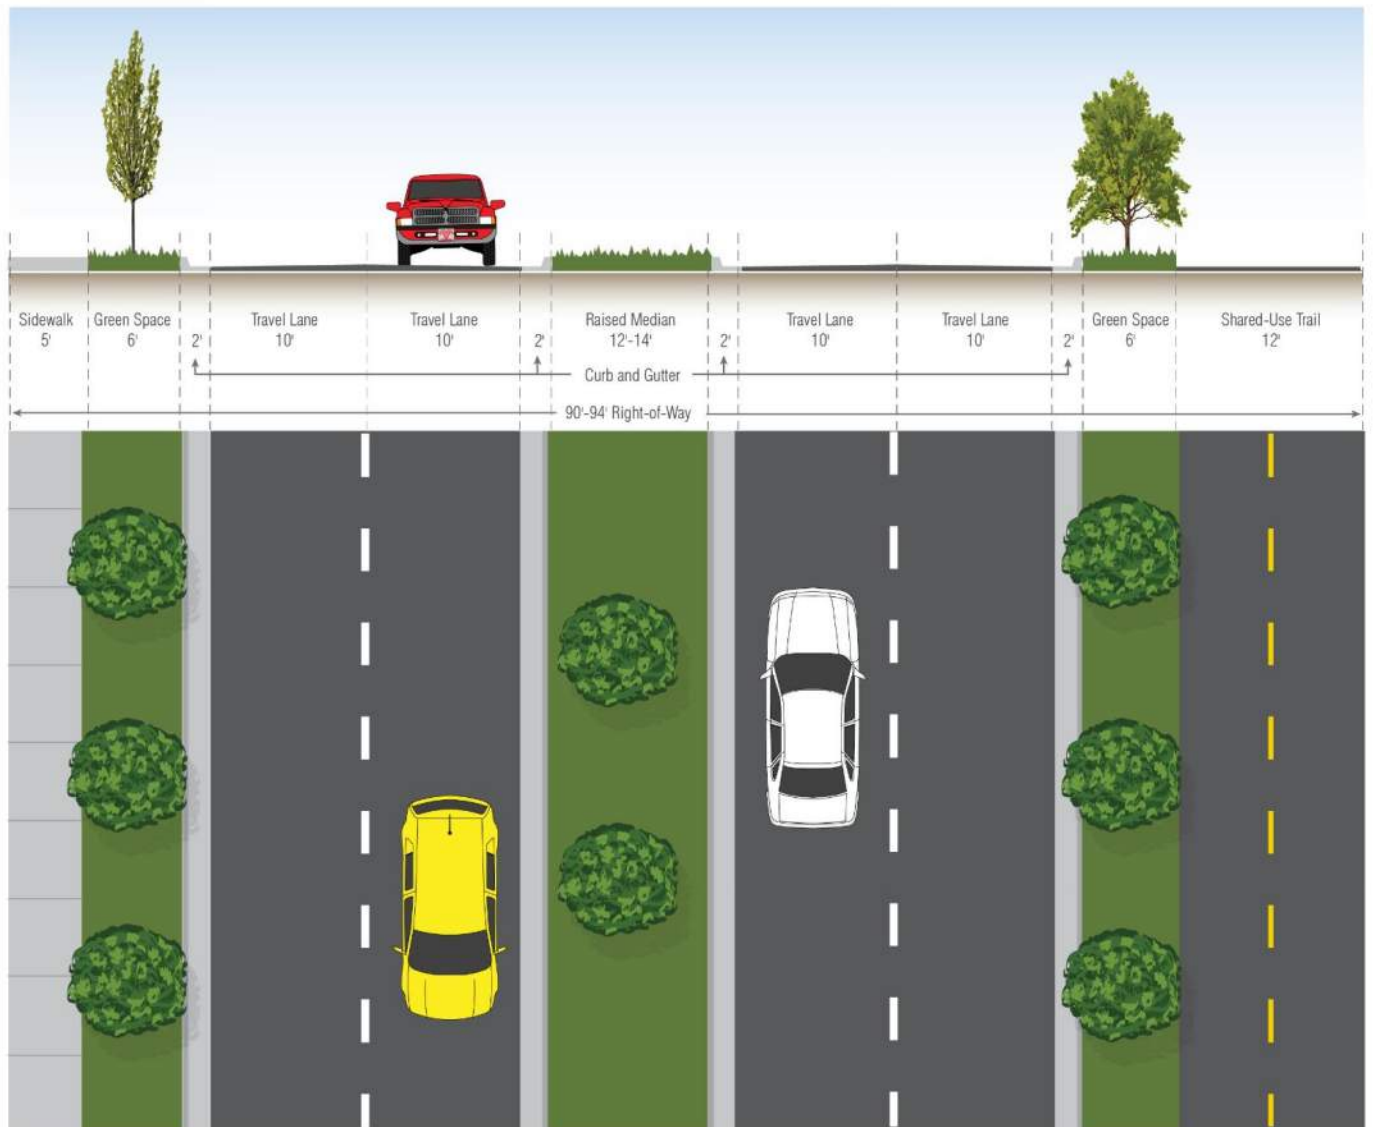 Sidewalk Green Space Travel Lane Travel Lane Raised Median Travel Lane Travel Lane Green Space Shared-Use Trail
5' 6' 2' 10' 10' 2' 12'-14' 2' 10' 10' 2' 6' 12'
Curb and Gutter
90'-94' Right-of-Way